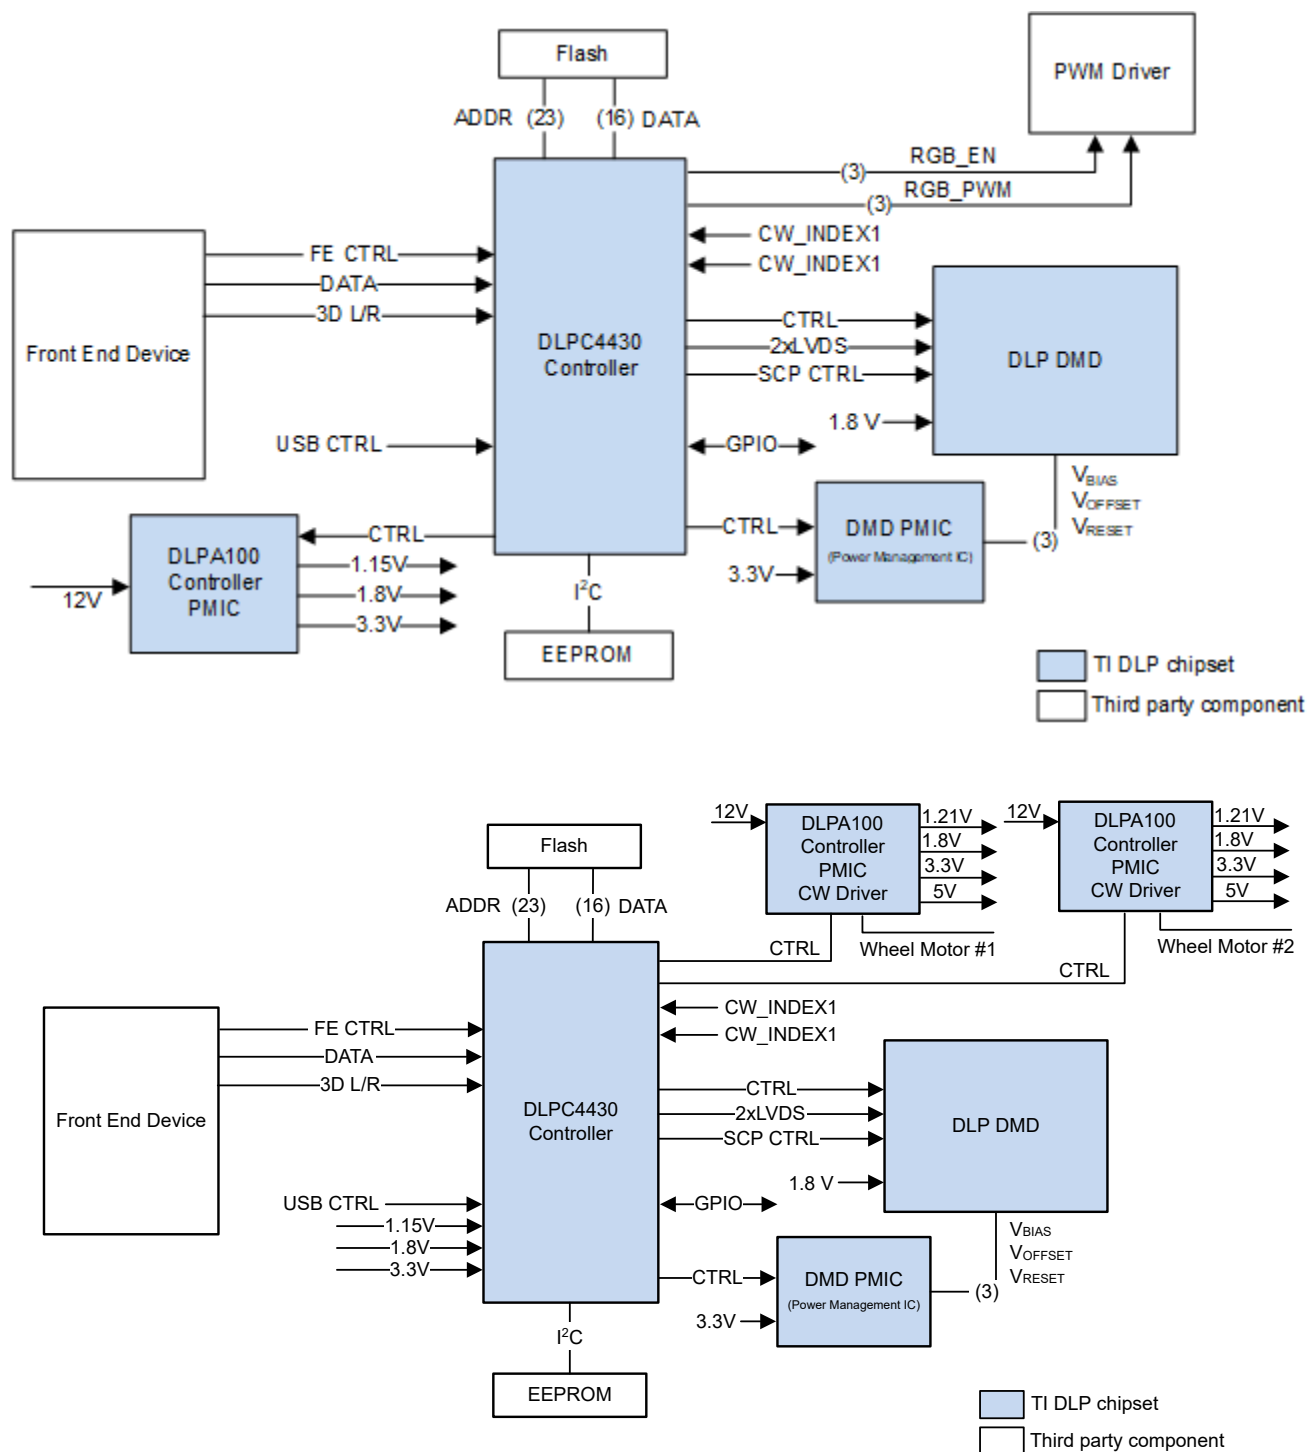 Flash
PWM Driver
ADDR (23) (16) DATA
RGB_EN
(3)
RGB_PWM
(3)
CW_INDEX1
CW_INDEX1
FE CTRL
DATA
3D L/R
Front End Device
DLPC4430
Controller
CTRL
2xLVDS
SCP CTRL
DLP DMD
1.8 V
USB CTRL
GPIO
VBIAS
VOFFSET
VRESET
CTRL
DMD PMIC
(Power Management IC)
(3)
3.3V
CTRL
DLPA100
Controller
PMIC
12V
1.15V
1.8V
3.3V
I²C
EEPROM
TI DLP chipset
Third party component
12V
DLPA100
Controller
PMIC
CW Driver
1.21V
1.8V
3.3V
5V
12V
DLPA100
Controller
PMIC
CW Driver
1.21V
1.8V
3.3V
5V
Flash
ADDR (23) (16) DATA
CTRL
Wheel Motor #1
CTRL
Wheel Motor #2
CW_INDEX1
CW_INDEX1
FE CTRL
DATA
3D L/R
Front End Device
DLPC4430
Controller
CTRL
2xLVDS
SCP CTRL
DLP DMD
1.8 V
USB CTRL
1.15V
1.8V
3.3V
GPIO
VBIAS
VOFFSET
VRESET
CTRL
DMD PMIC
(Power Management IC)
(3)
3.3V
I²C
EEPROM
TI DLP chipset
Third party component